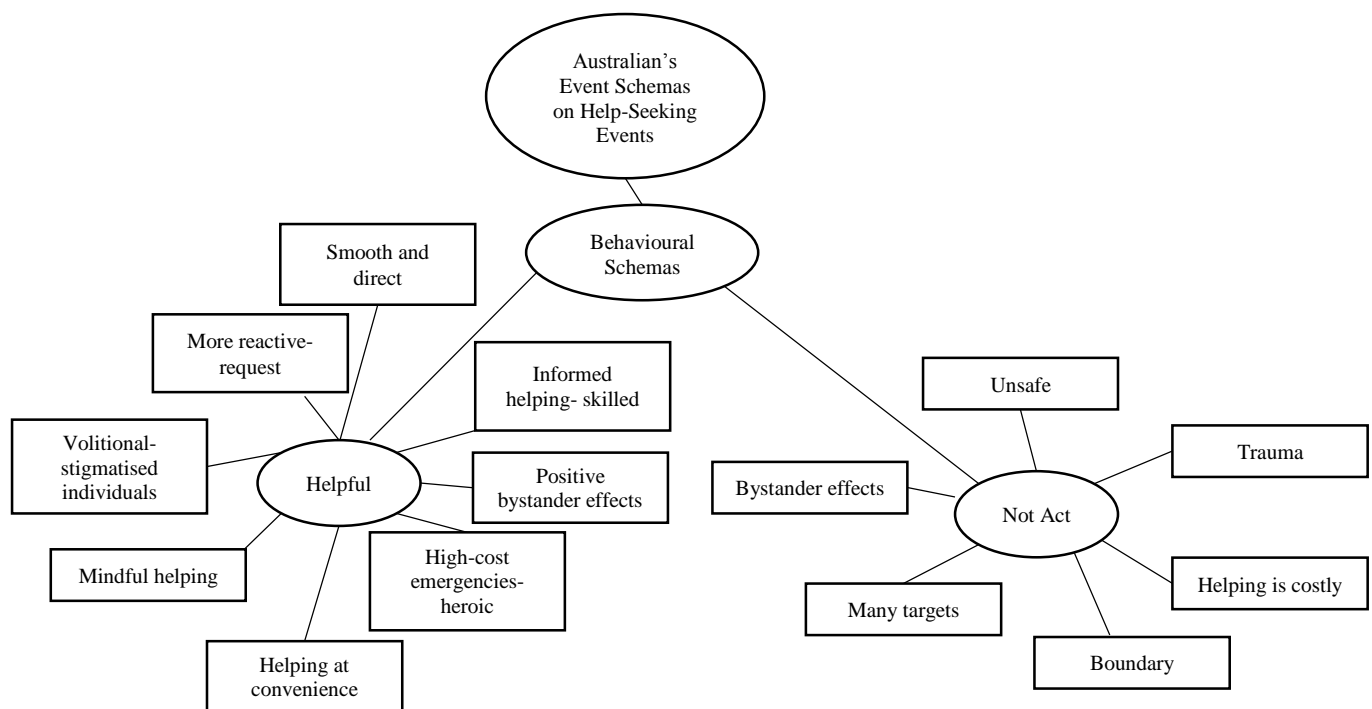 Australian's
Event Schemas
on Help-Seeking
Events
Behavioural
Schemas
Smooth and
direct
More reactive-
request
Informed
helping- skilled
Volitional-
stigmatised
individuals
Helpful
Positive
bystander effects
Mindful helping
High-cost
emergencies-
heroic
Helping at
convenience
Unsafe
Trauma
Bystander effects
Not Act
Helping is costly
Many targets
Boundary